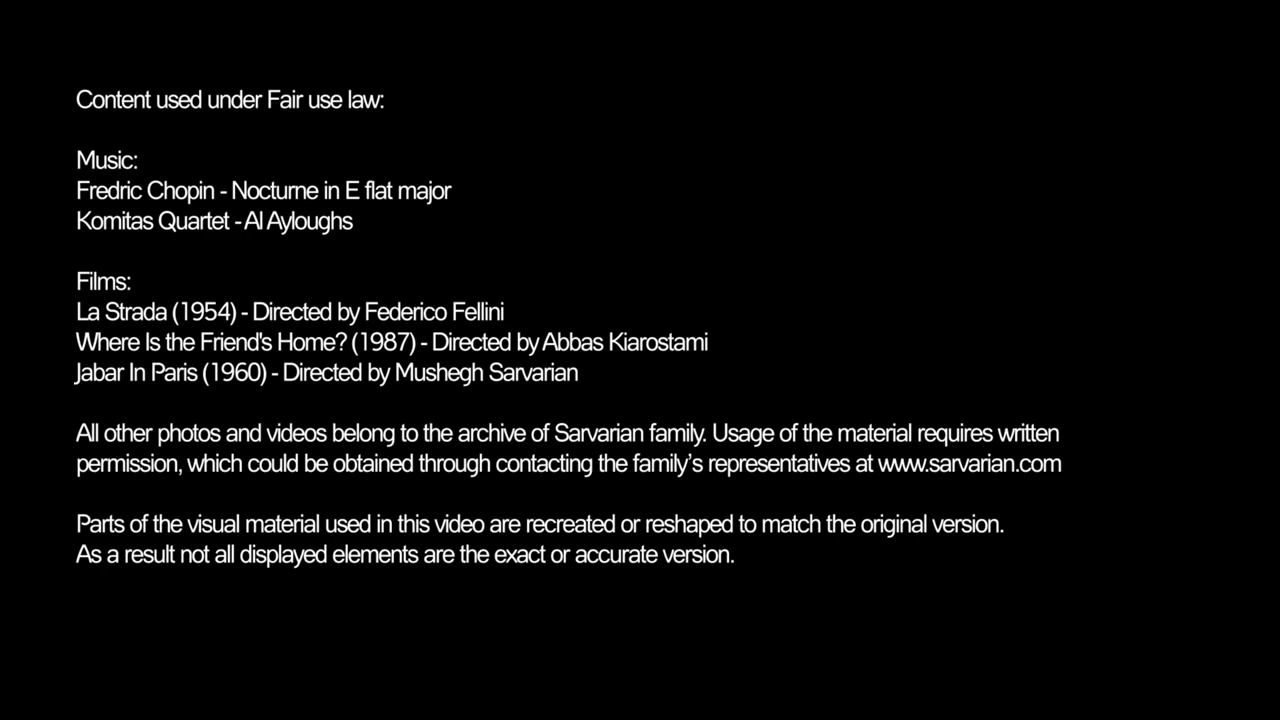 Content used under Fair use law:
Music:
Fredric Chopin - Nocturne in E flat major
Komitas Quartet - Al Ayloughs
Films:
La Strada (1954) - Directed by Federico Fellini
Where Is the Friend's Home? (1987) - Directed by Abbas Kiarostami
Jabar In Paris (1960) - Directed by Mushegh Sarvarian
All other photos and videos belong to the archive of Sarvarian family. Usage of the material requires written
permission, which could be obtained through contacting the family’s representatives at www.sarvarian.com
Parts of the visual material used in this video are recreated or reshaped to match the original version.
As a result not all displayed elements are the exact or accurate version.